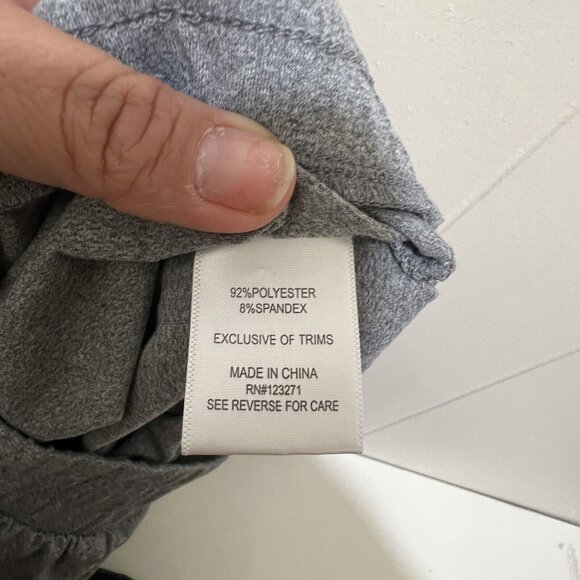 92%POLYESTER
8%SPANDEX
EXCLUSIVE OF TRIMS
MADE IN CHINA
RN#123271
SEE REVERSE FOR CARE